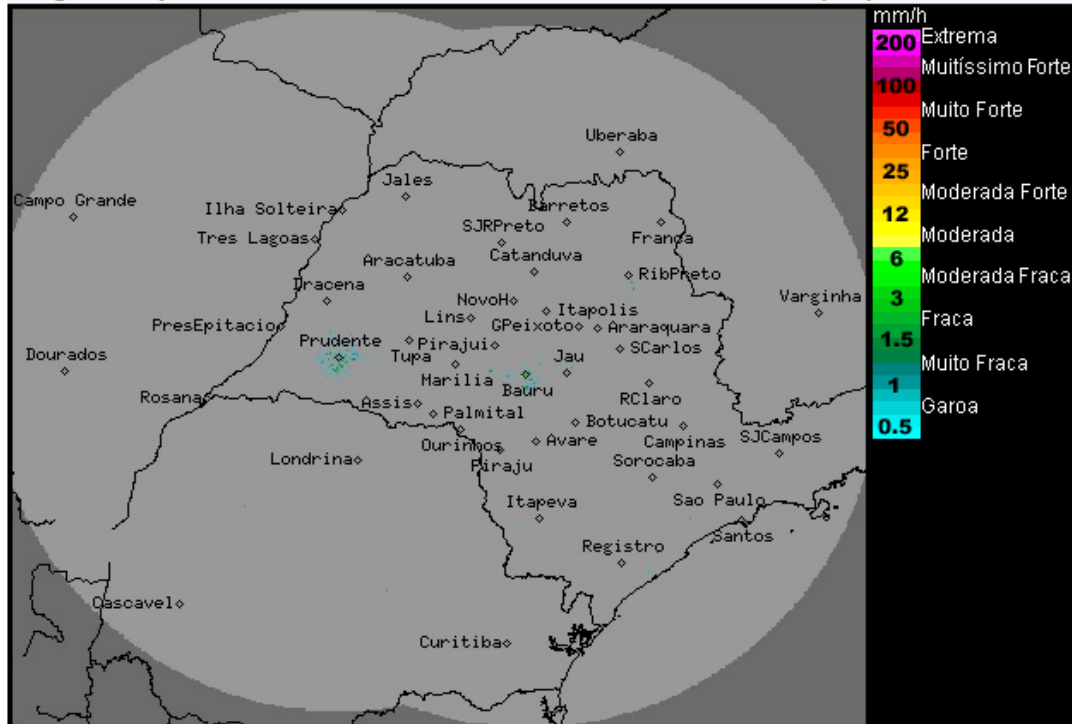 mm/h
200 Extrema
Muitíssimo Forte
100
Muito Forte
50
Forte
25
Moderada Forte
12
Moderada
6
Moderada Fraca
3
Fraca
1.5
Muito Fraca
1
Garoa
0.5
Uberaba
Jales
Campo Grande
Ilha Solteira
Barretos
SJRPreto
Franca
Tres Lagoas
Catanduva
Aracatuba
RibPreto
Dracena
NovoH
Itapolis
Varginha
Lins
PresEpitacio
GPeixoto
Araraquara
Prudente
Pirajui
SCarlos
Dourados
Tupa
Jau
Marilia
Bauru
Rosana
Assis
RClaro
Palmital
Botucatu
Ourinhos
Avare
Campinas
SJCampos
Londrina
Piraju
Sorocaba
Itapeva
Sao Paulo
Santos
Registro
Cascavel
Curitiba